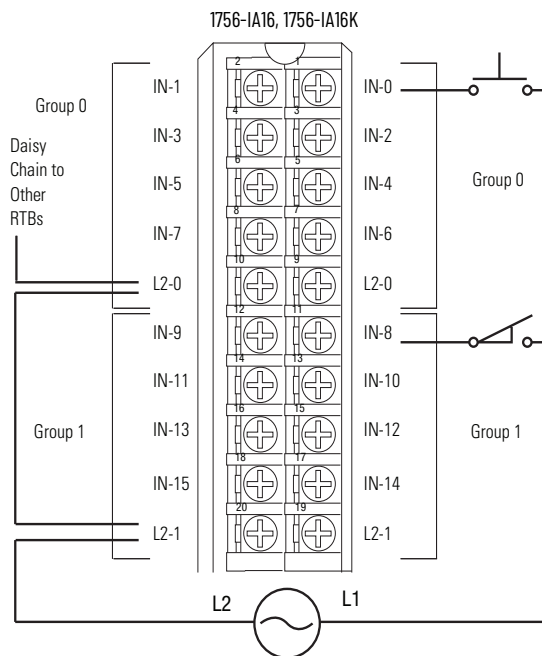 1756-IA16, 1756-IA16K
2 1
IN-1 IN-0
Group 0
4 3
IN-3 IN-2
Daisy
Chain to
Other
RTBs
6 5
IN-5 IN-4
Group 0
8 7
IN-7 IN-6
10 9
L2-0 L2-0
12 11
IN-9 IN-8
14 13
IN-11 IN-10
16 15
Group 1 IN-13 IN-12 Group 1
18 17
IN-15 IN-14
20 19
L2-1 L2-1
L2 L1